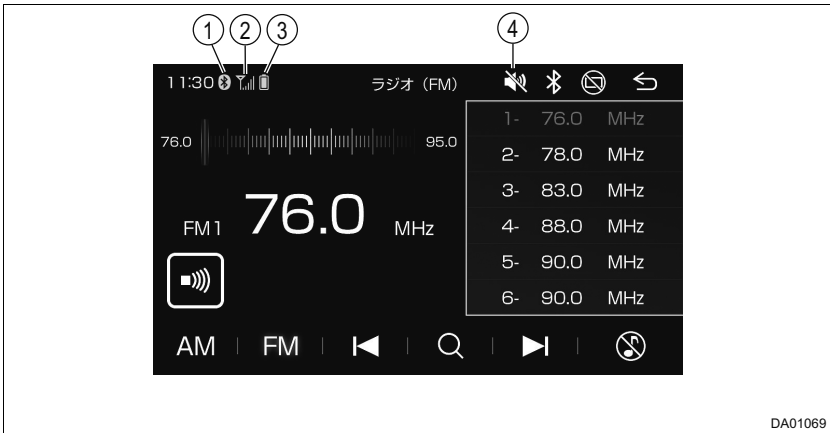 1 2 3 4
11:30 ラジオ（FM）
76.0 95.0
FM1 76.0 MHz
1- 76.0 MHz
2- 78.0 MHz
3- 83.0 MHz
4- 88.0 MHz
5- 90.0 MHz
6- 90.0 MHz
AM FM
DA01069